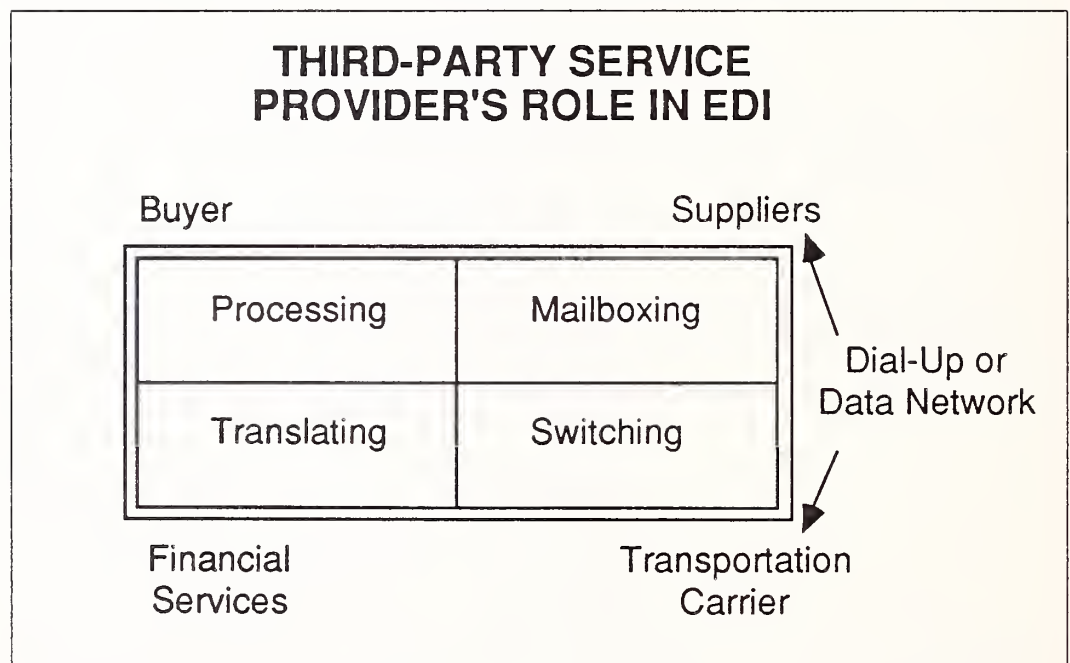 THIRD-PARTY SERVICE
PROVIDER'S ROLE IN EDI
Buyer
Suppliers
Processing
Mailboxing
Dial-Up or
Data Network
Translating
Switching
Financial
Services
Transportation
Carrier